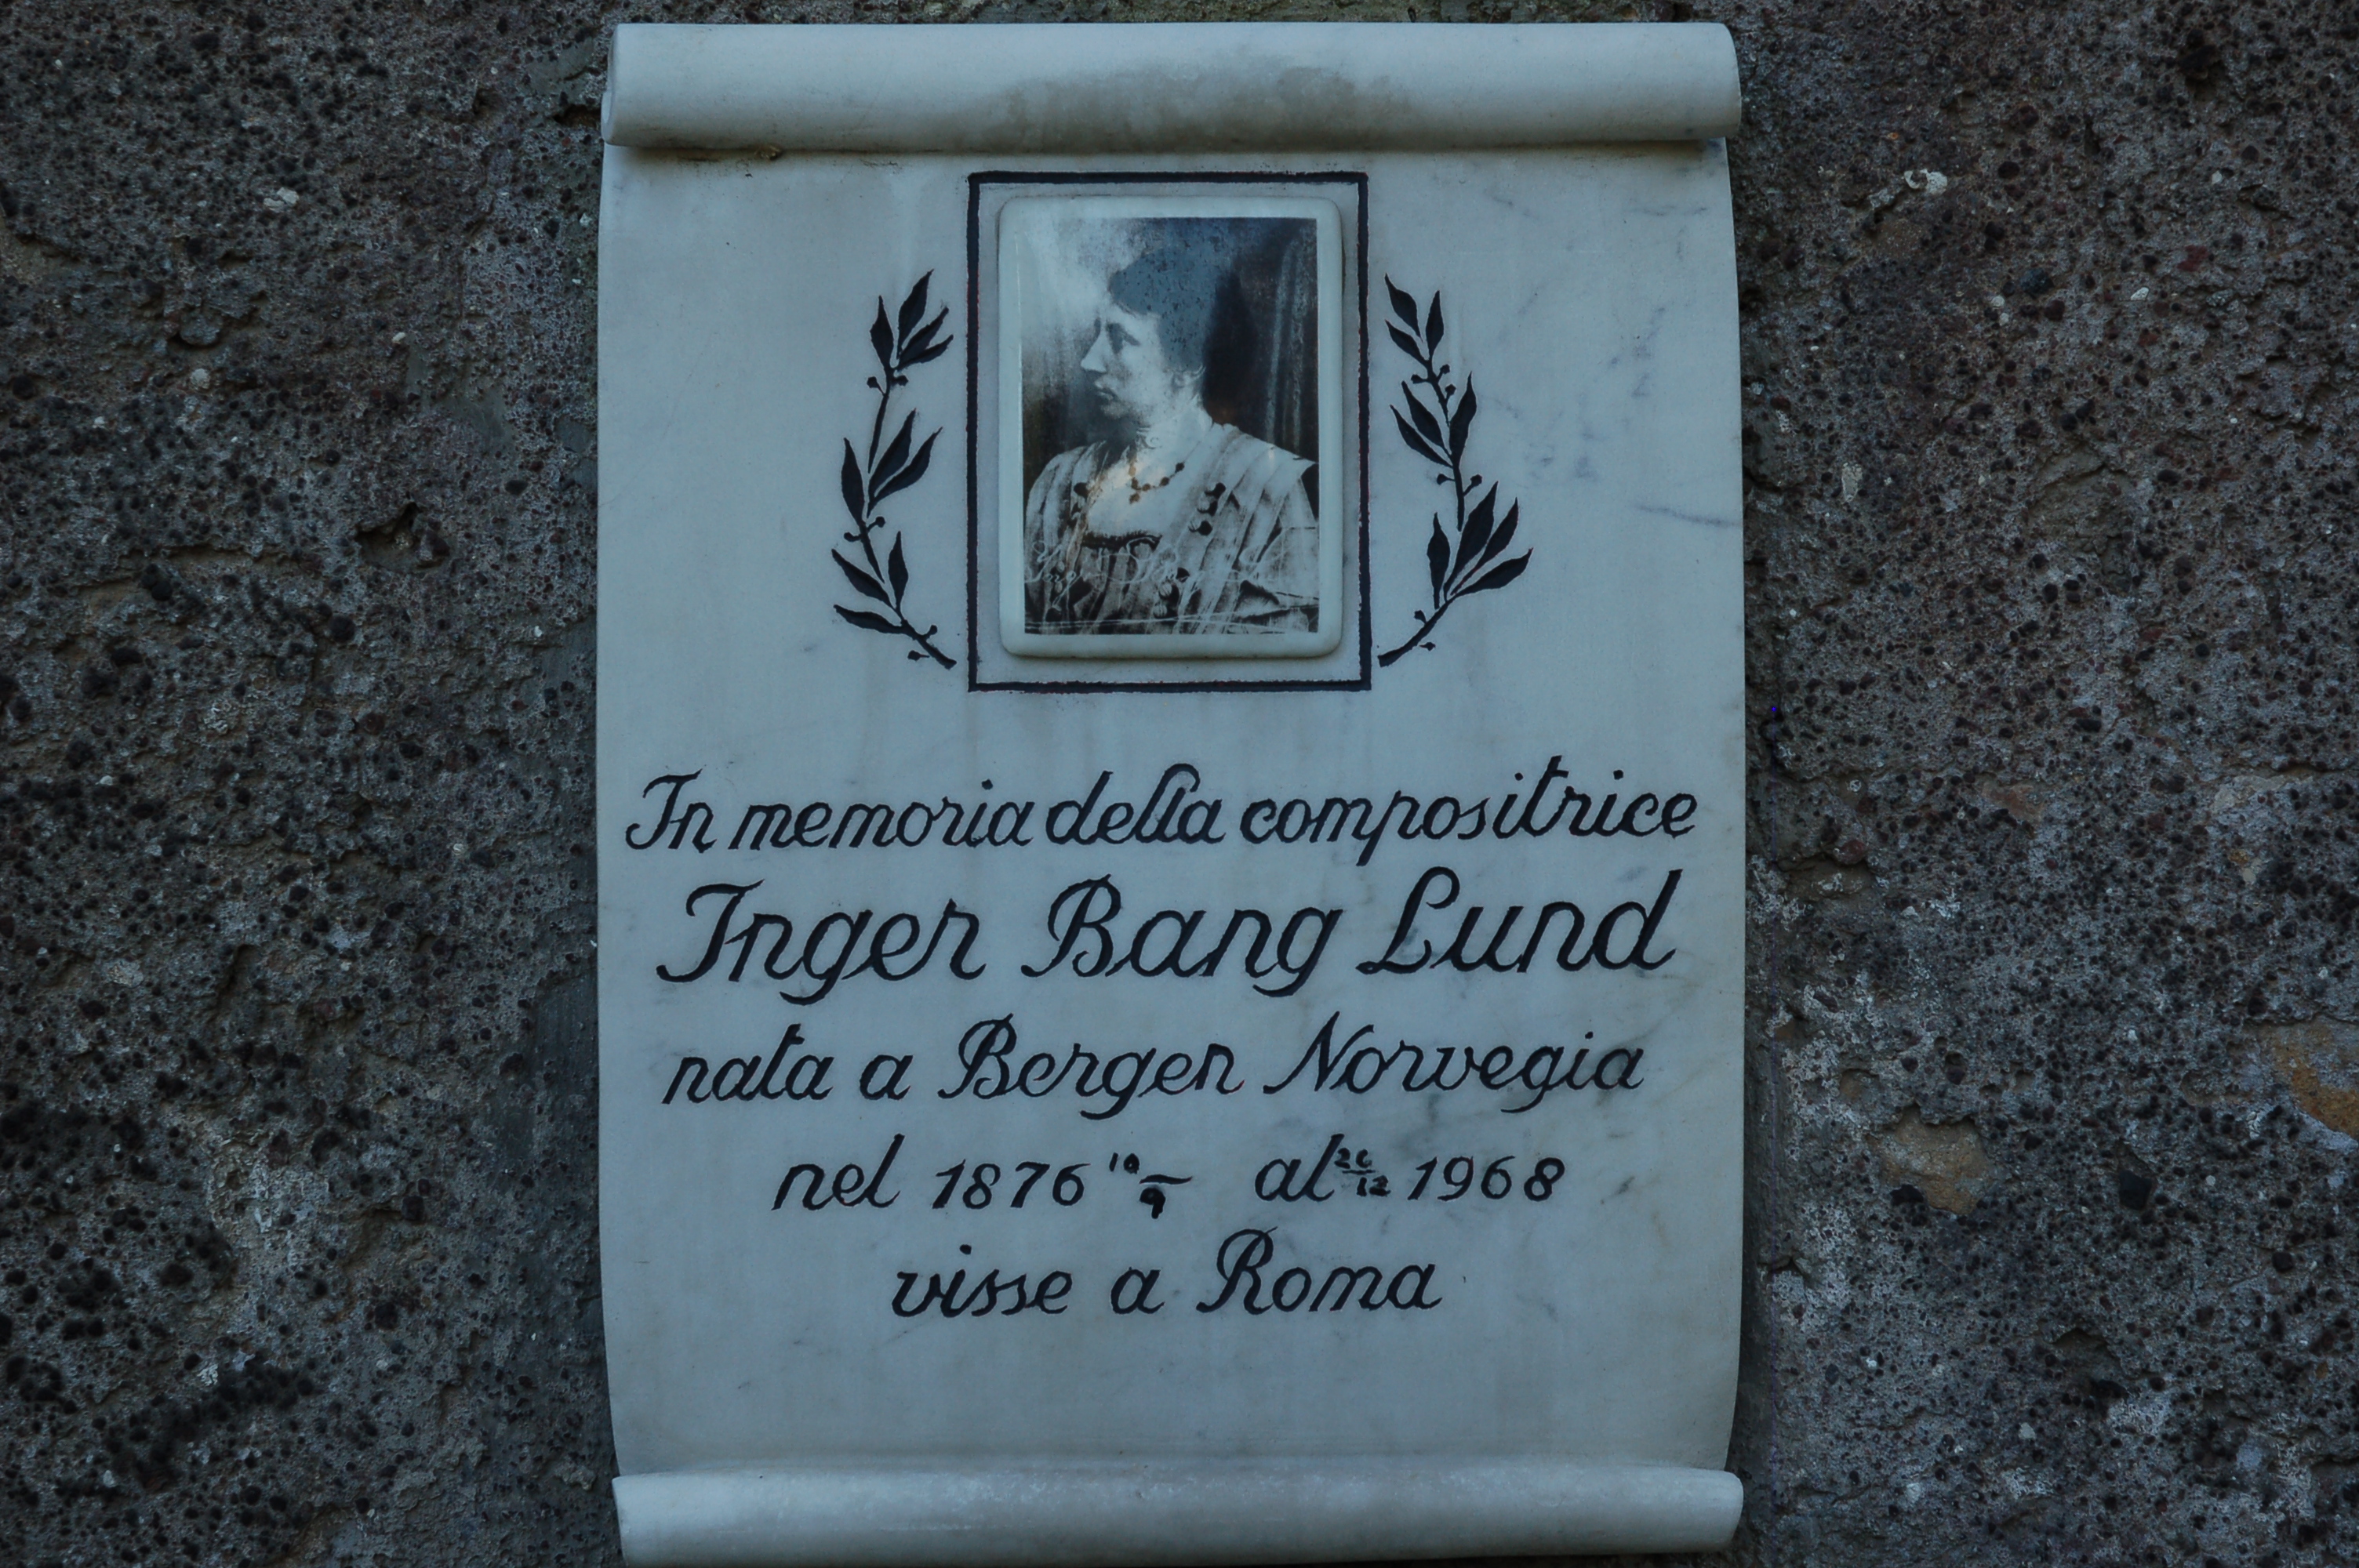 In memoria della compositrice
Inger Bang Lund
nata a Bergen Norvegia
nel 1876 10/9 al 26/12 1968
visse a Roma